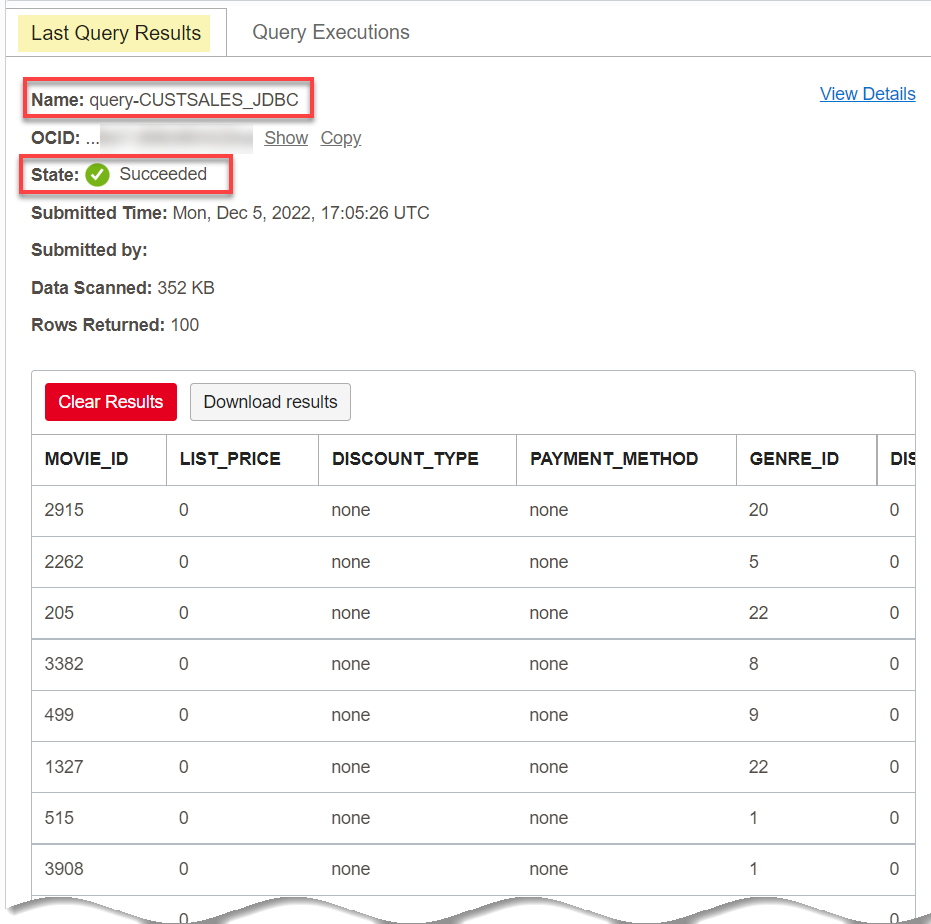 Last Query Results Query Executions
Name: query-CUSTSALES_JDBC View Details
OCID: ... Show Copy
State: Succeeded
Submitted Time: Mon, Dec 5, 2022, 17:05:26 UTC
Submitted by:
Data Scanned: 352 KB
Rows Returned: 100
Clear Results Download results
MOVIE_ID LIST_PRICE DISCOUNT_TYPE PAYMENT_METHOD GENRE_ID DIS
2915 0 none none 20 0
2262 0 none none 5 0
205 0 none none 22 0
3382 0 none none 8 0
499 0 none none 9 0
1327 0 none none 22 0
515 0 none none 1 0
3908 0 none none 1 0
0 0